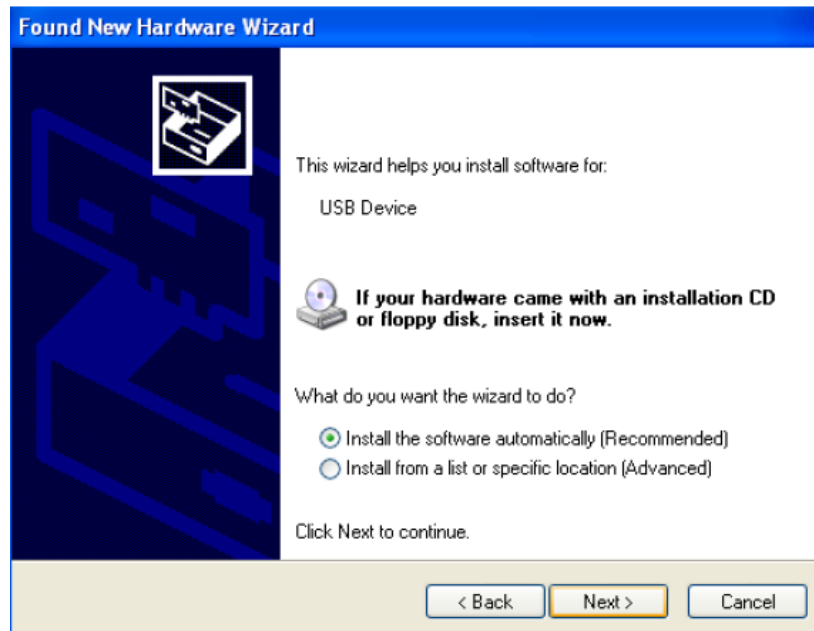 Found New Hardware Wizard
This wizard helps you install software for:
USB Device
If your hardware came with an installation CD
or floppy disk, insert it now.
What do you want the wizard to do?
Install the software automatically (Recommended)
Install from a list or specific location (Advanced)
Click Next to continue.
< Back
Next >
Cancel